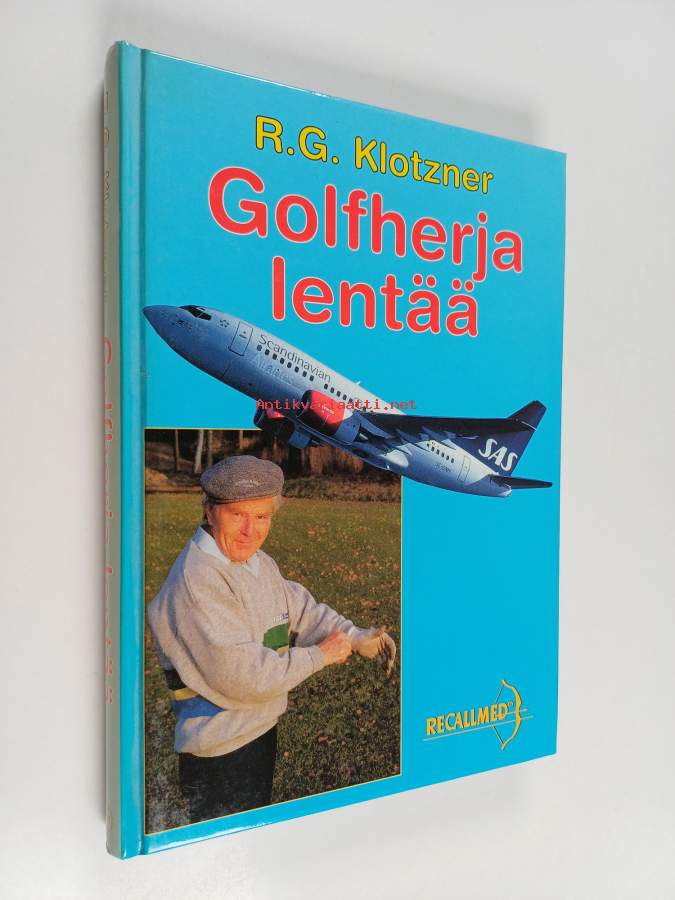 R.G. Klotzner
Golfherja
lentää
Scandinavian
Antikvariaatti.net
SAS
RECALLMED